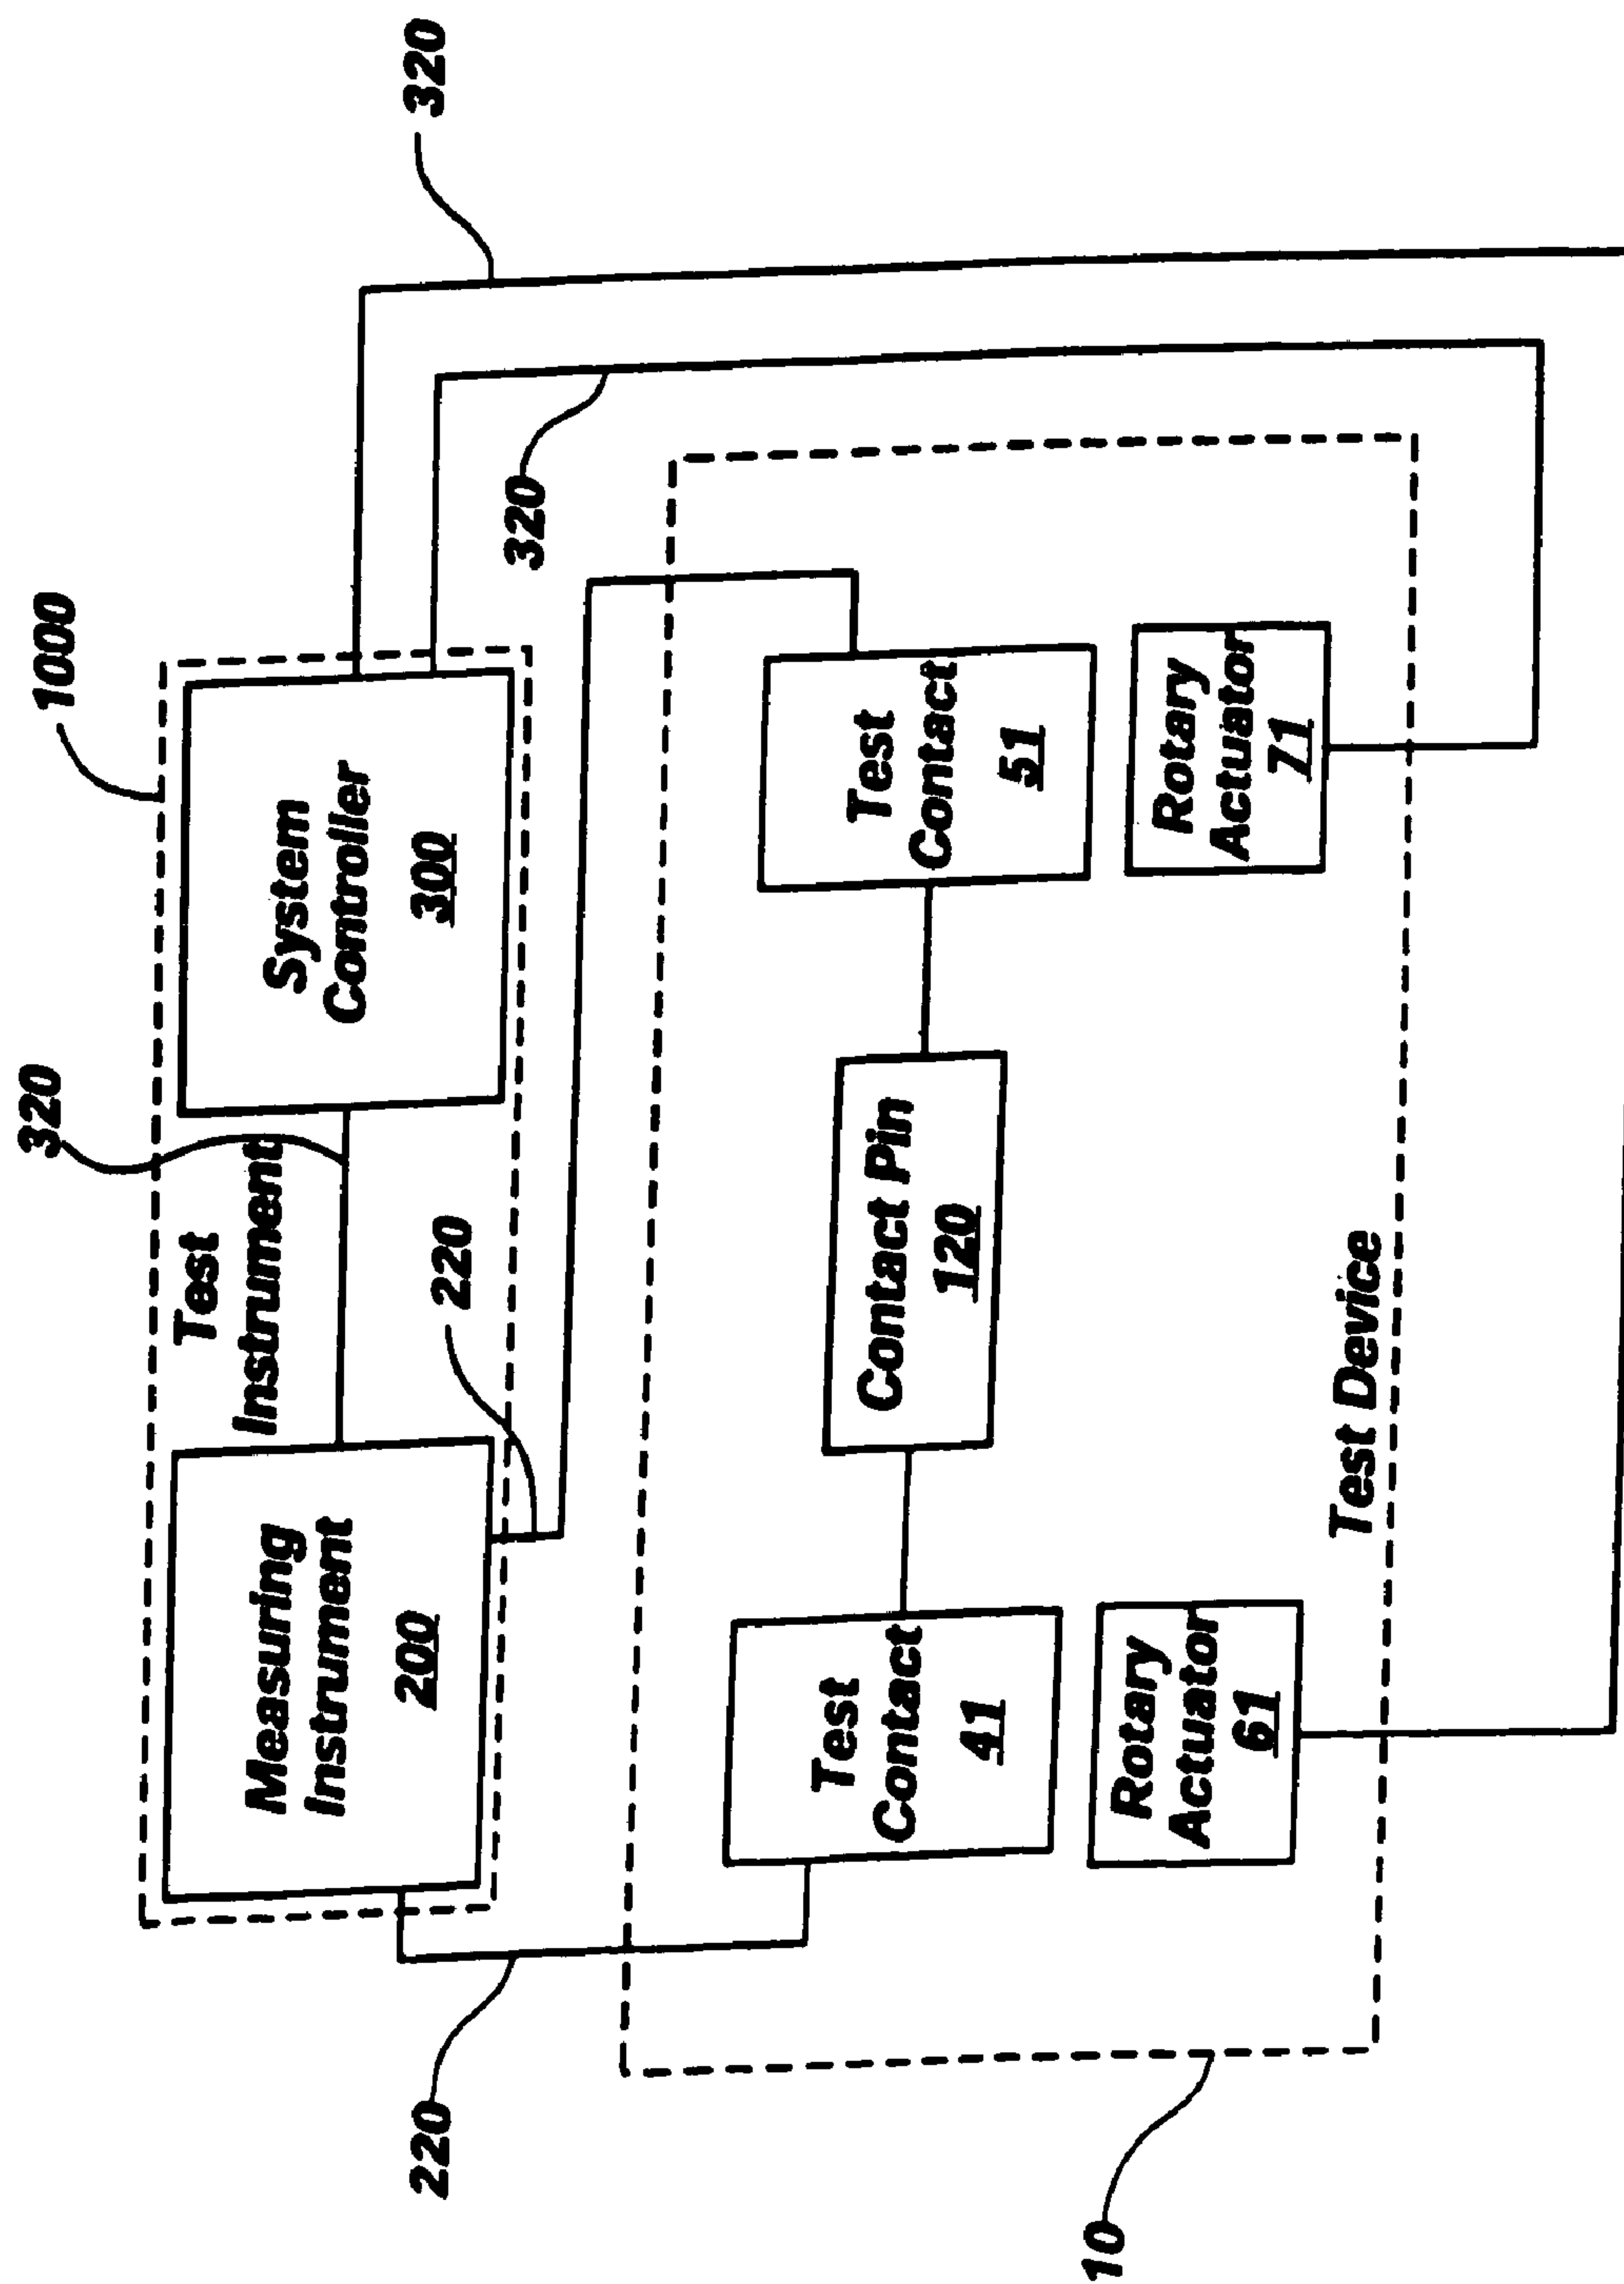 1000
320
320
320
Test
Instrument
Measuring
Instrument
200
System
Controller
300
220
220
Test
Contact
41
Contact Pin
120
Test
Contact
51
Rotary
Actuator
61
Rotary
Actuator
71
Test Device
10